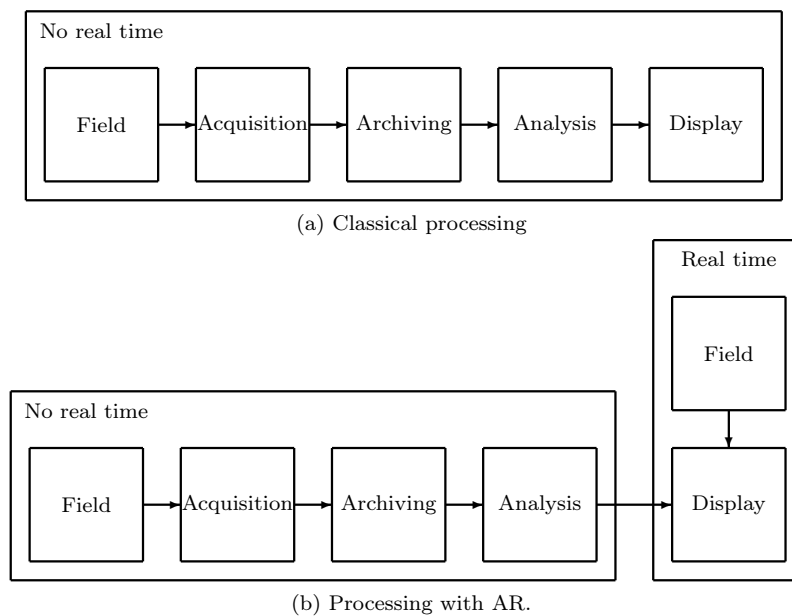 No real time
Field
Acquisition
Archiving
Analysis
Display
(a) Classical processing
Real time
Field
No real time
Field
Acquisition
Archiving
Analysis
Display
(b) Processing with AR.